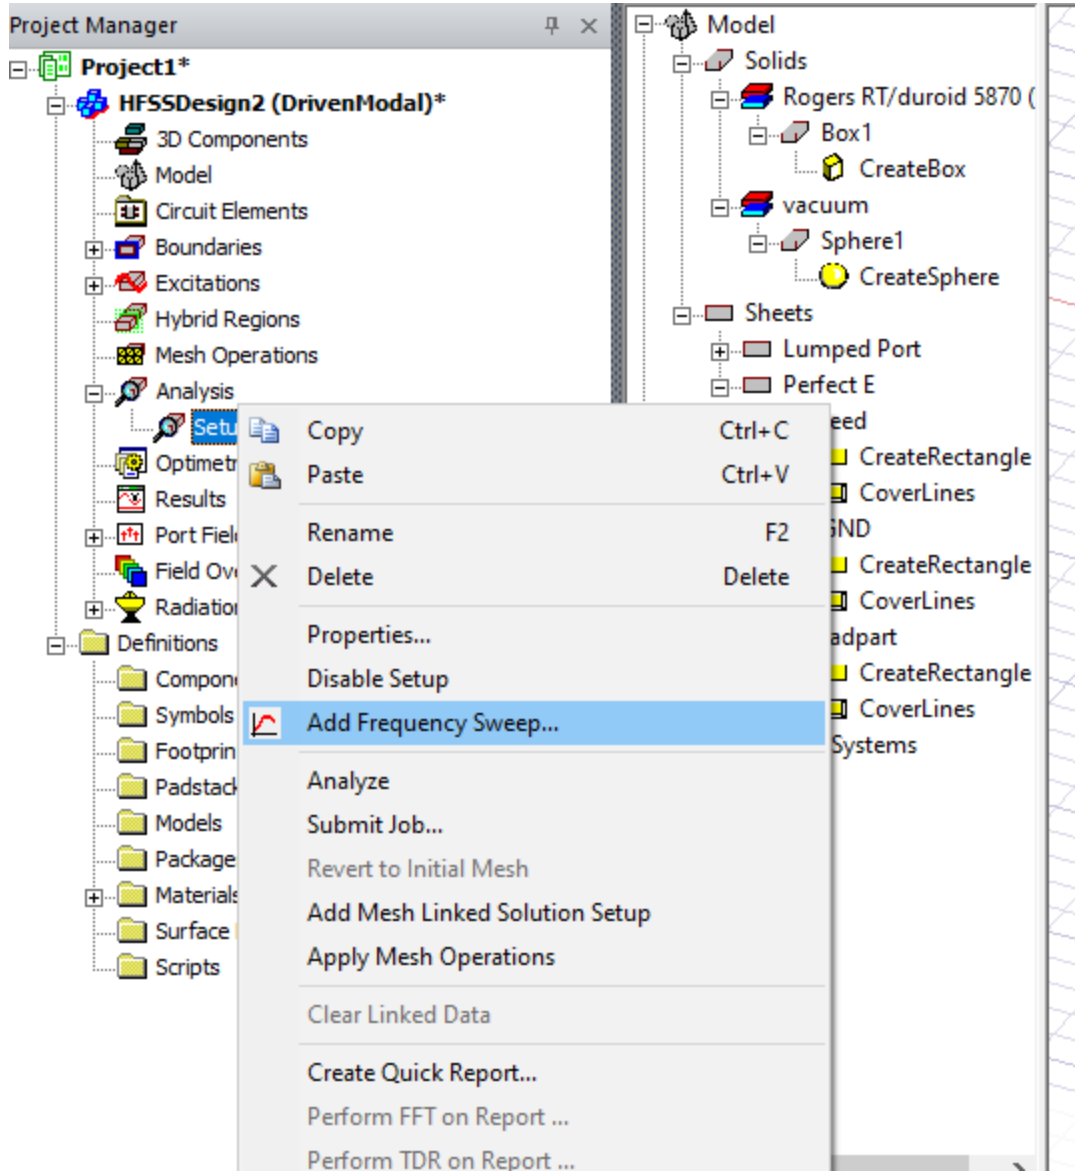 Project Manager
Project1*
HFSSDesign2 (DrivenModal)*
3D Components
Model
Circuit Elements
Boundaries
Excitations
Hybrid Regions
Mesh Operations
Analysis
Setu
Optimetr
Results
Port Fiel
Field Ov
Radiation
Definitions
Compon
Symbols
Footprin
Padstack
Models
Package
Materials
Surface
Scripts
Copy Ctrl+C
Paste Ctrl+V
Rename F2
Delete Delete
Properties...
Disable Setup
Add Frequency Sweep...
Analyze
Submit Job...
Revert to Initial Mesh
Add Mesh Linked Solution Setup
Apply Mesh Operations
Clear Linked Data
Create Quick Report...
Perform FFT on Report ...
Perform TDR on Report ...
Model
Solids
Rogers RT/duroid 5870 (
Box1
CreateBox
vacuum
Sphere1
CreateSphere
Sheets
Lumped Port
Perfect E
eed
CreateRectangle
CoverLines
GND
CreateRectangle
CoverLines
adpart
CreateRectangle
CoverLines
Systems